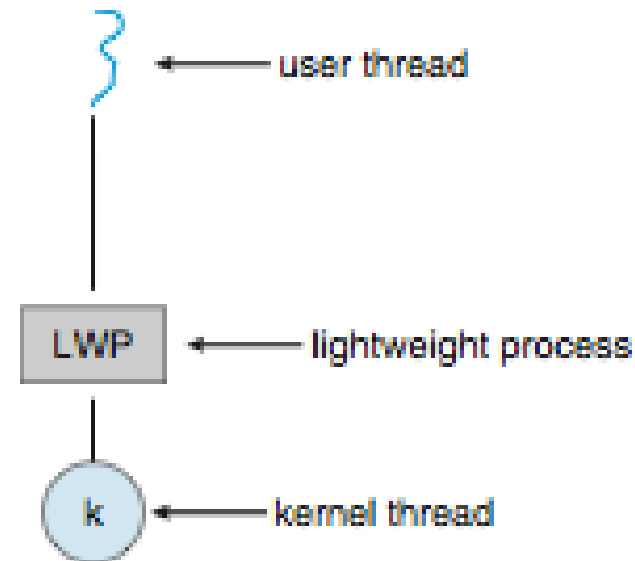 user thread
LWP
lightweight process
k
kernel thread